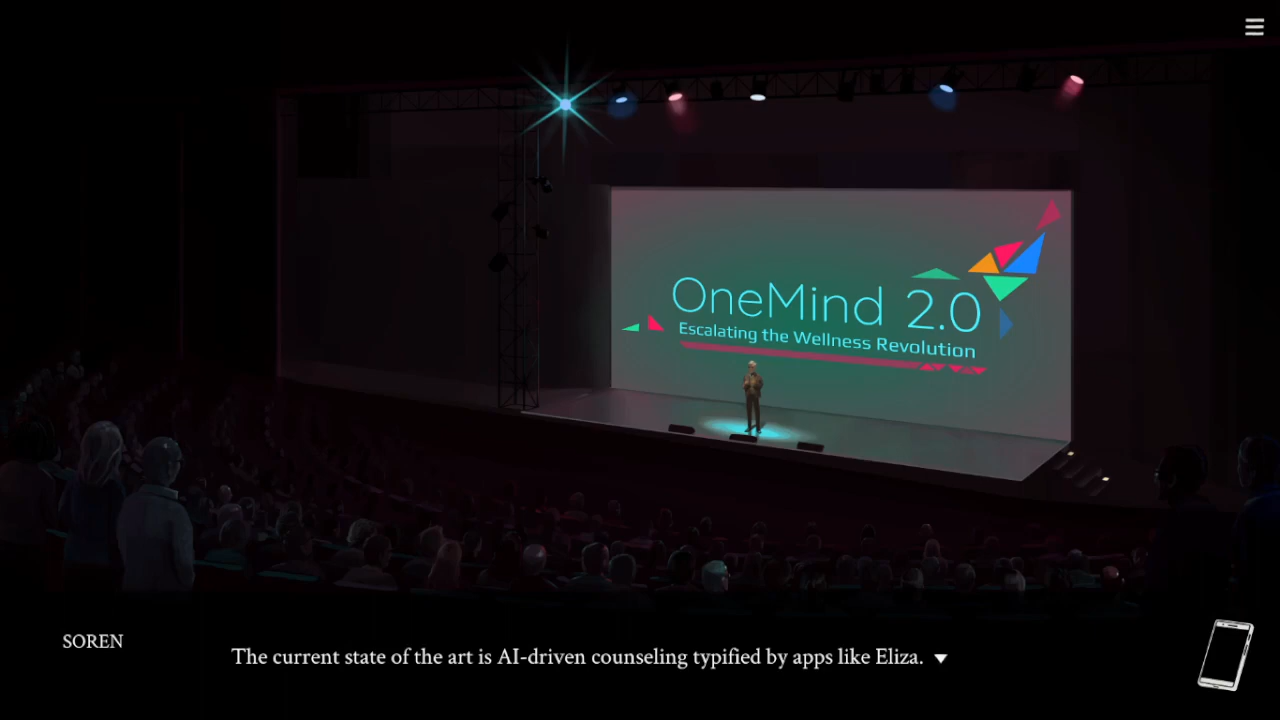 OneMind 2.0
Escalating the Wellness Revolution
SOREN
The current state of the art is AI-driven counseling typified by apps like Eliza.